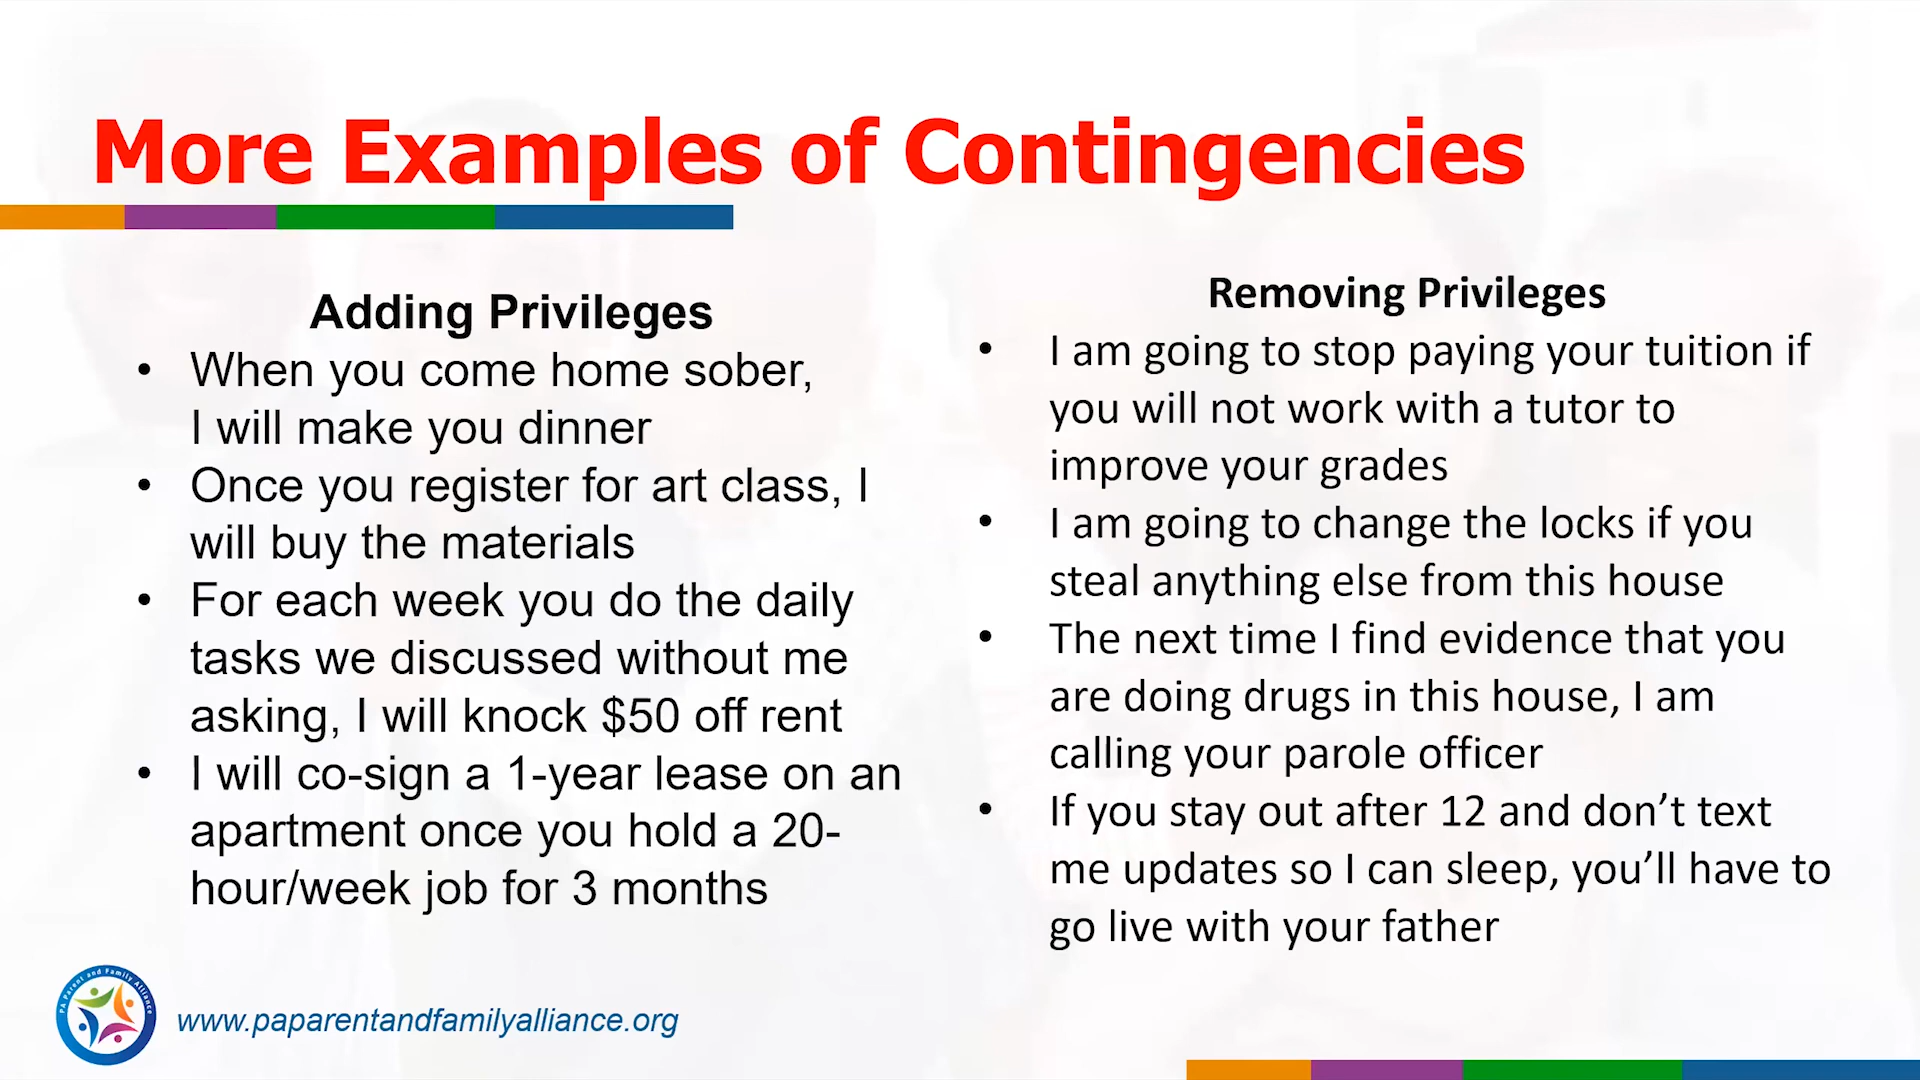 More Examples of Contingencies
Adding Privileges
• When you come home sober,
I will make you dinner
• Once you register for art class, I
will buy the materials
• For each week you do the daily
tasks we discussed without me
asking, I will knock $50 off rent
• I will co-sign a 1-year lease on an
apartment once you hold a 20-
hour/week job for 3 months
Removing Privileges
• I am going to stop paying your tuition if
you will not work with a tutor to
improve your grades
• I am going to change the locks if you
steal anything else from this house
• The next time I find evidence that you
are doing drugs in this house, I am
calling your parole officer
• If you stay out after 12 and don’t text
me updates so I can sleep, you’ll have to
go live with your father
PA Parent and Family Alliance
www.paparentandfamilyalliance.org